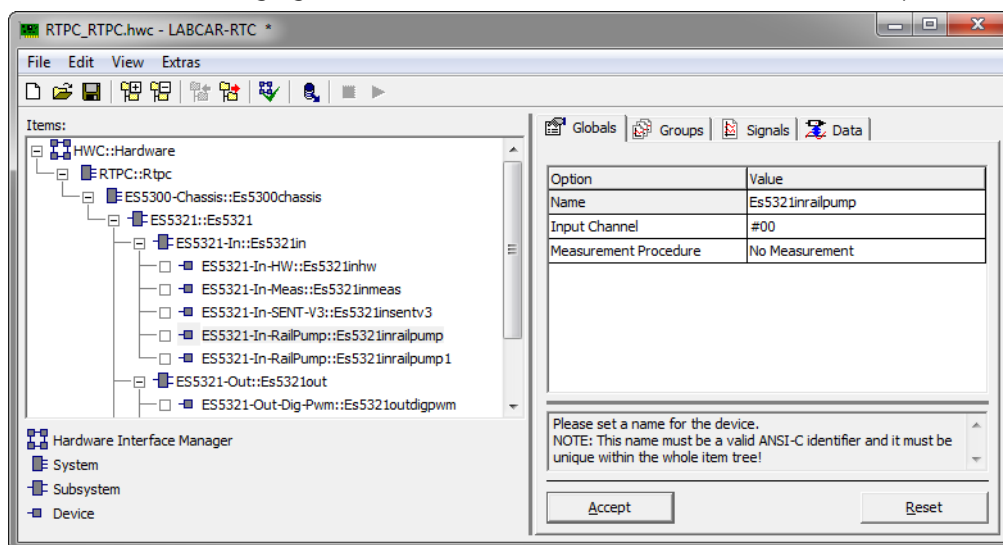 RTPC_RTPC.hwc - LABCAR-RTC *
File Edit View Extras
Items:
HWC::Hardware
RTPC::Rtpc
ES5300-Chassis::Es5300chassis
ES5321::Es5321
ES5321-In::Es5321in
ES5321-In-HW::Es5321inhw
ES5321-In-Meas::Es5321inmeas
ES5321-In-SENT-V3::Es5321insentv3
ES5321-In-RailPump::Es5321inrailpump
ES5321-In-RailPump::Es5321inrailpump1
ES5321-Out::Es5321out
ES5321-Out-Dig-Pwm::Es5321outdigpwm
Hardware Interface Manager
System
Subsystem
Device
Globals Groups Signals Data
Option Value
Name Es5321inrailpump
Input Channel #00
Measurement Procedure No Measurement
Please set a name for the device.
NOTE: This name must be a valid ANSI-C identifier and it must be
unique within the whole item tree!
Accept Reset